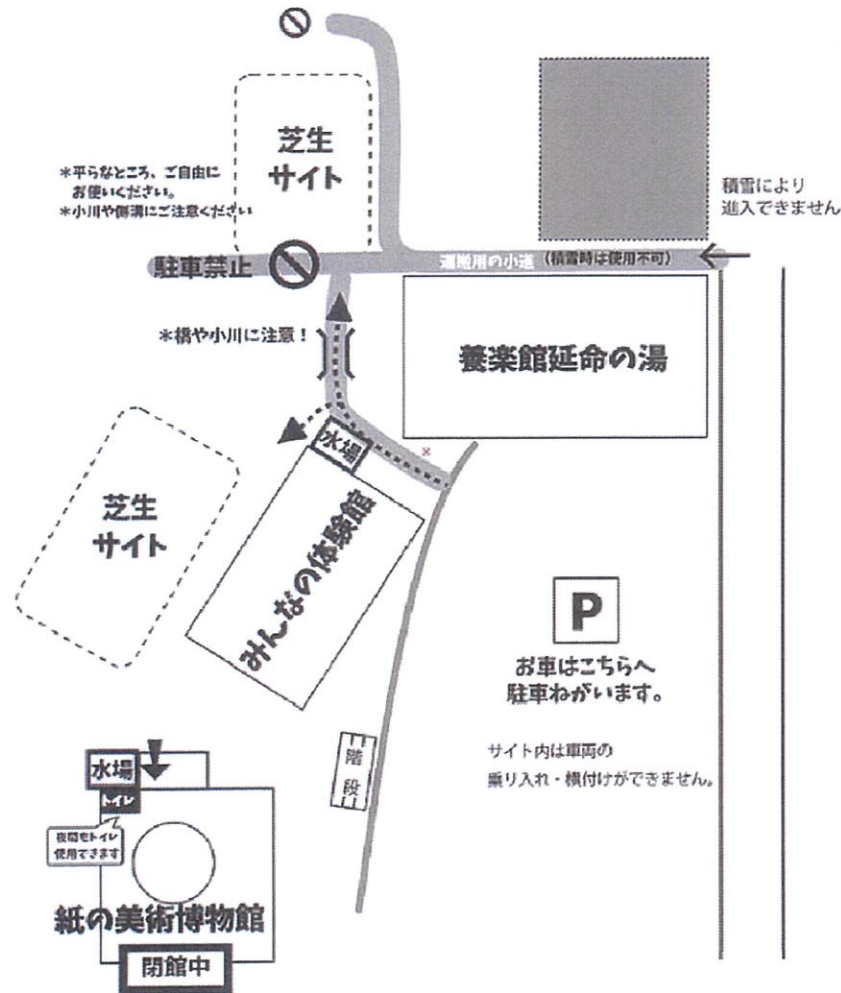 芝生
サイト
*平らなところ、ご自由に
お使いください。
*小川や側溝にご注意ください
積雪により
進入できません
駐車禁止
運搬用の小道 (積雪時は使用不可)
*橋や小川に注意!
養楽館延命の湯
水場
※
芝生
サイト
みんなの体験館
P
お車はこちらへ
駐車ねがいます。
サイト内は車両の
乗り入れ・横付けができません。
階段
水場
トイレ
夜間もトイレ
使用できます
紙の美術博物館
閉館中